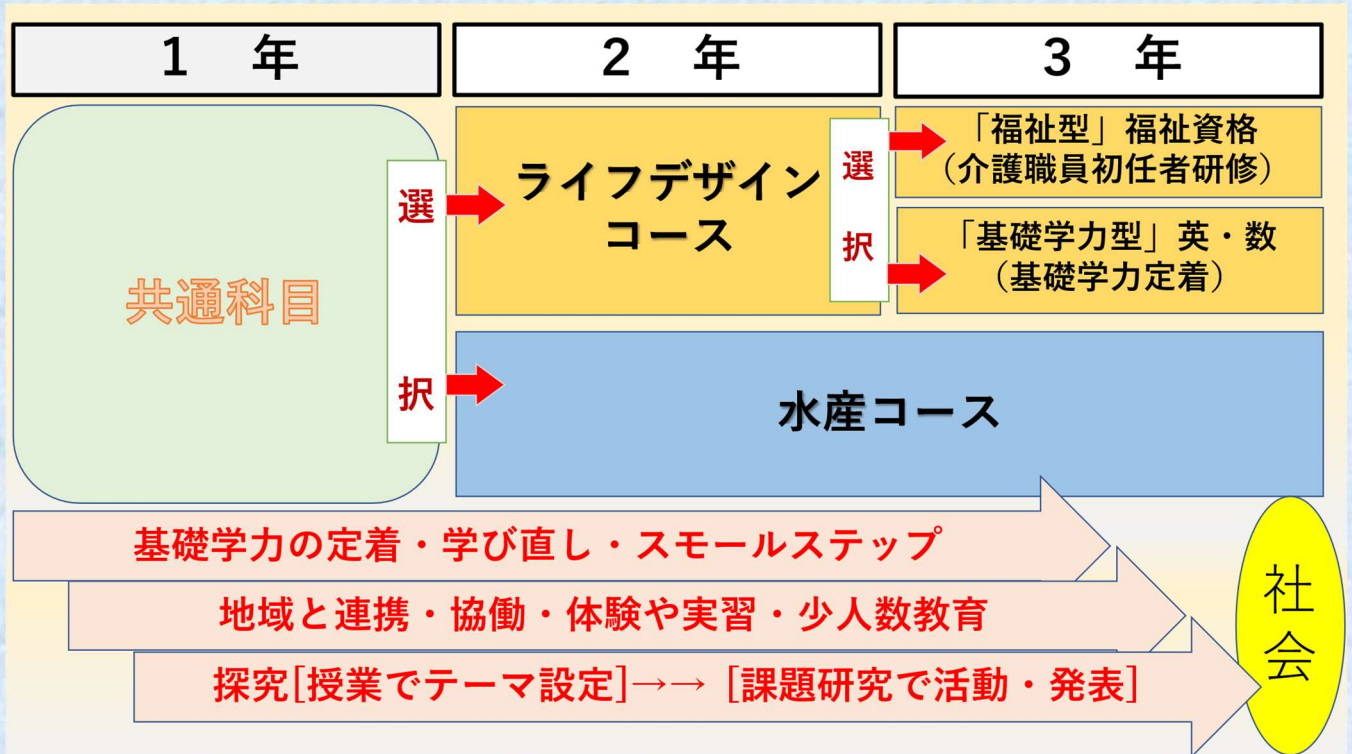 1 年
2 年
3 年
共通科目
選
択
ライフデザイン
コース
選
択
「福祉型」福祉資格
(介護職員初任者研修)
「基礎学力型」英・数
(基礎学力定着)
水産コース
基礎学力の定着・学び直し・スモールステップ
地域と連携・協働・体験や実習・少人数教育
探究[授業でテーマ設定]→→ [課題研究で活動・発表]
社
会